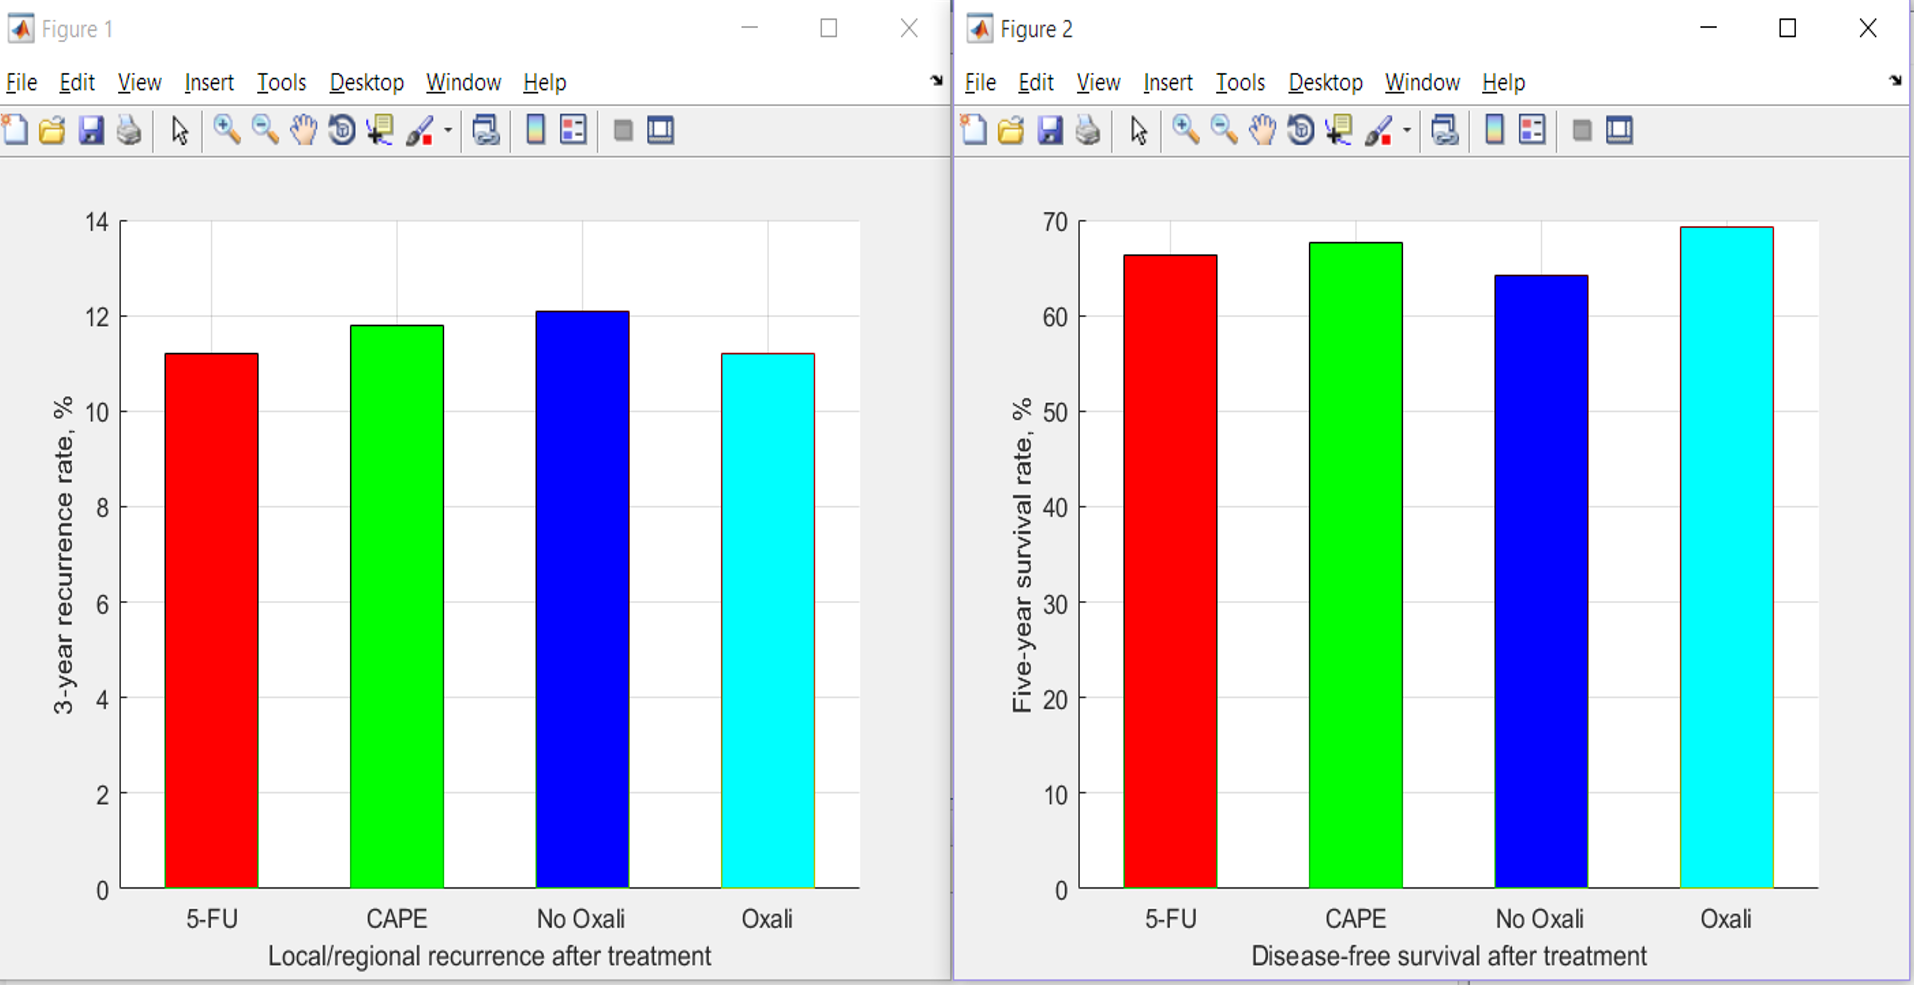 Figure 1
File Edit View Insert Tools Desktop Window Help
14
12
10
8
6
4
2
0
3-year recurrence rate, %
5-FU CAPE No Oxali Oxali
Local/regional recurrence after treatment
Figure 2
File Edit View Insert Tools Desktop Window Help
70
60
50
40
30
20
10
0
Five-year survival rate, %
5-FU CAPE No Oxali Oxali
Disease-free survival after treatment